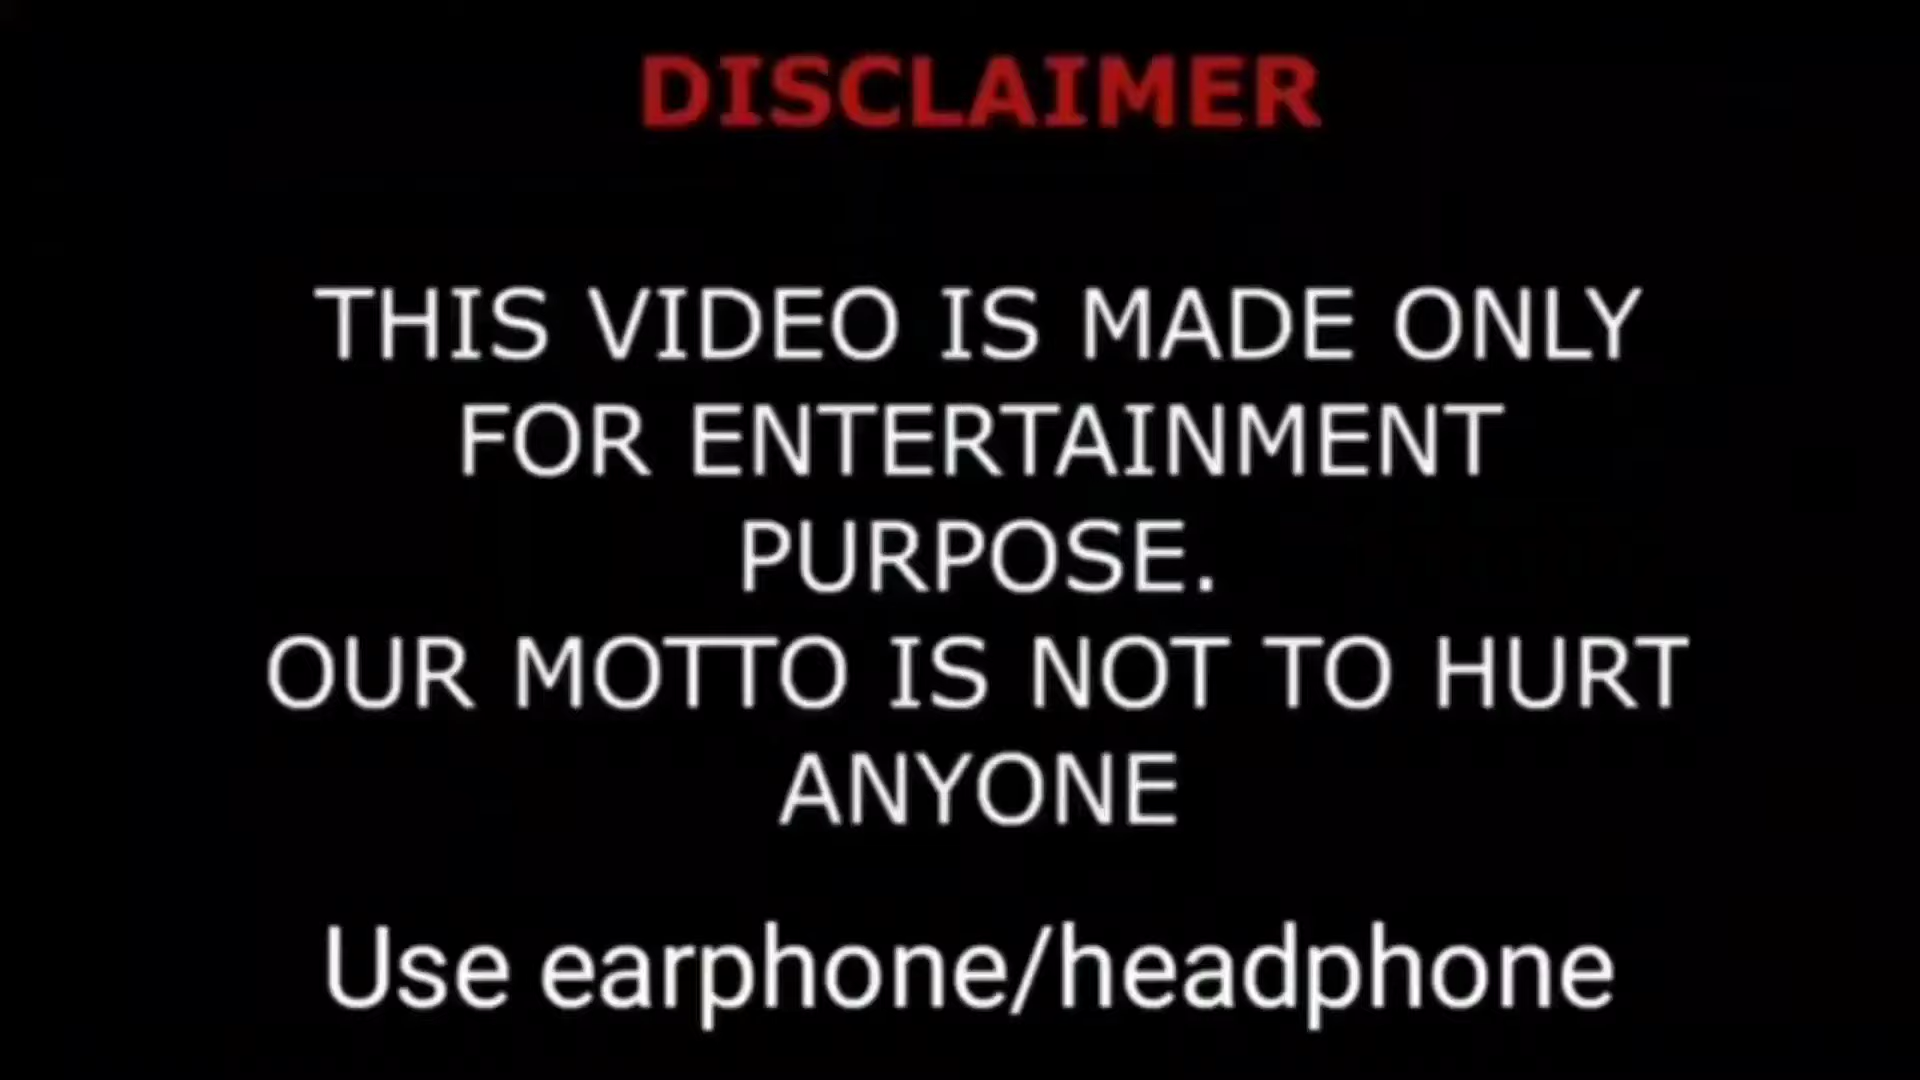 DISCLAIMER
THIS VIDEO IS MADE ONLY
FOR ENTERTAINMENT
PURPOSE.
OUR MOTTO IS NOT TO HURT
ANYONE
Use earphone/headphone